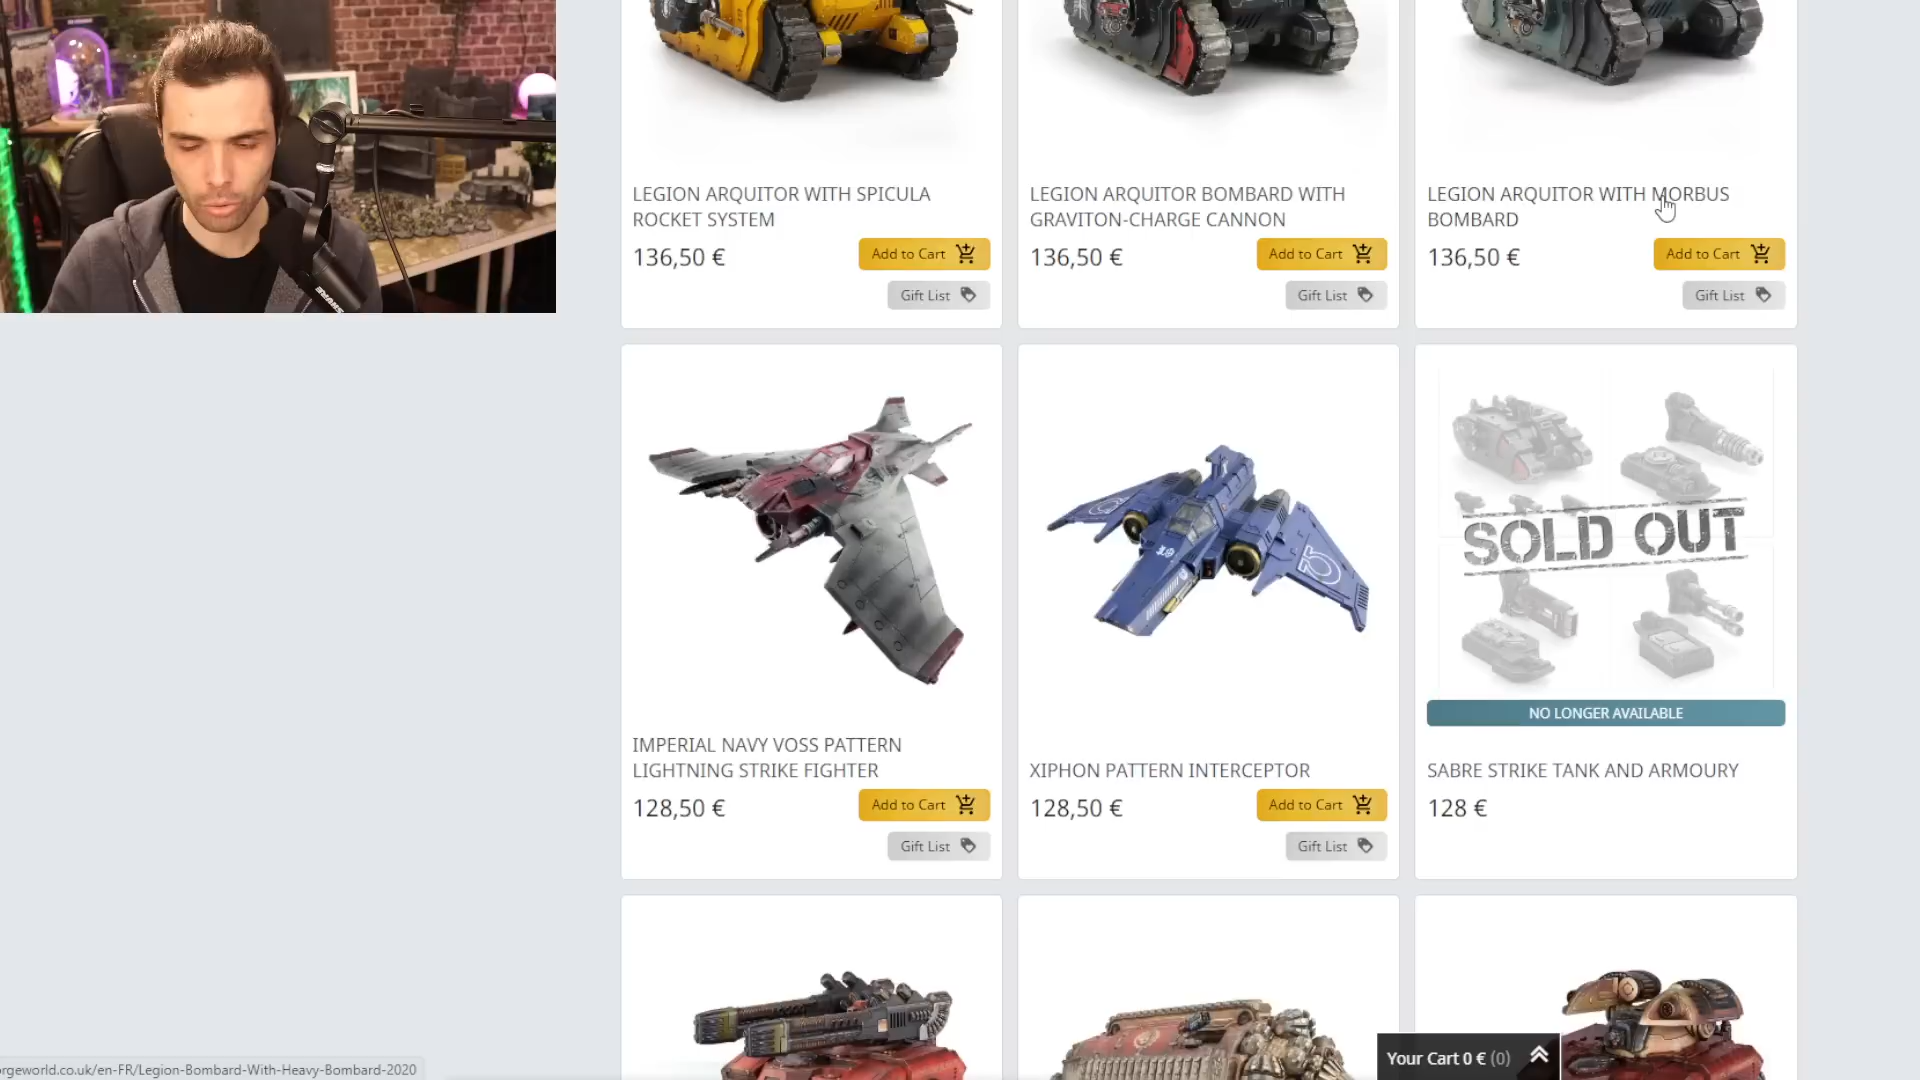 LEGION ARQUITOR WITH SPICULA
ROCKET SYSTEM
136,50 €
Add to Cart
Gift List
LEGION ARQUITOR BOMBARD WITH
GRAVITON-CHARGE CANNON
136,50 €
Add to Cart
Gift List
LEGION ARQUITOR WITH MORBUS
BOMBARD
136,50 €
Add to Cart
Gift List
IMPERIAL NAVY VOSS PATTERN
LIGHTNING STRIKE FIGHTER
128,50 €
Add to Cart
Gift List
XIPHON PATTERN INTERCEPTOR
128,50 €
Add to Cart
Gift List
SOLD OUT
NO LONGER AVAILABLE
SABRE STRIKE TANK AND ARMOURY
128 €
Your Cart 0 € (0)
orgeworld.co.uk/en-FR/Legion-Bombard-With-Heavy-Bombard-2020